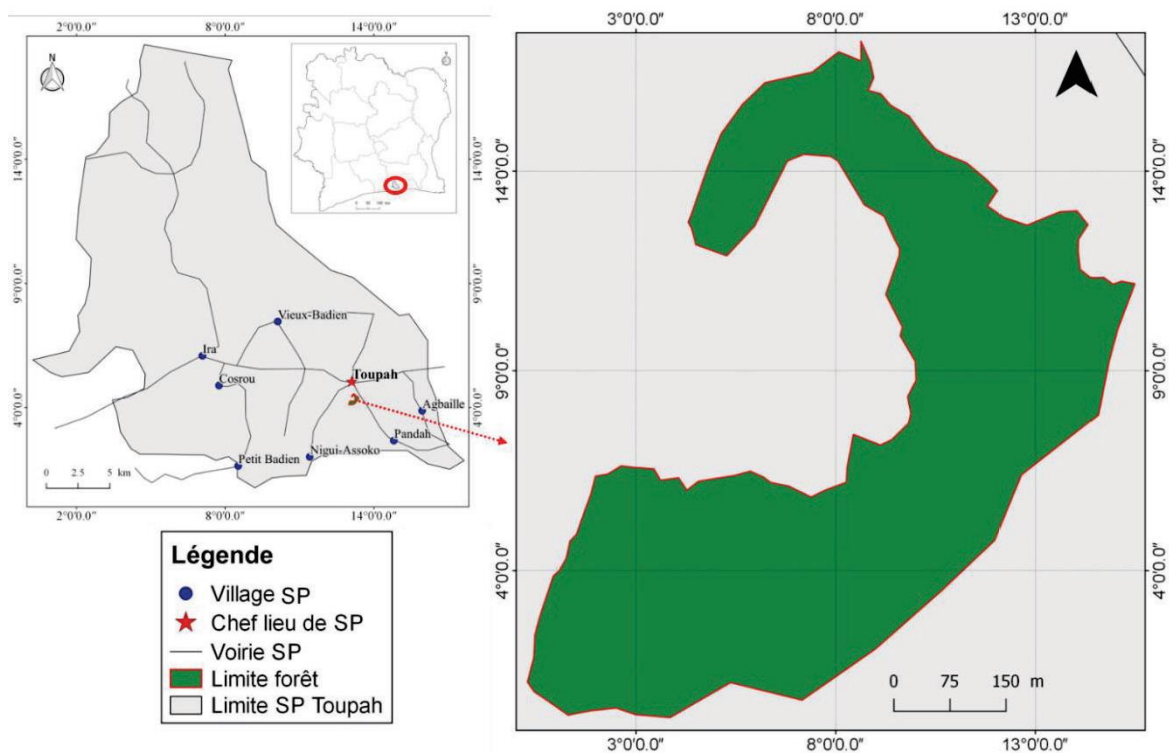 2°0'0.0" 8°0'0.0" 14°0'0.0"
N
14°0'0.0"
9°0'0.0"
4°0'0.0"
14°0'0.0"
9°0'0.0"
4°0'0.0"
Vieux-Badien
Ira
Cosrou
Toupah
Agbaille
Pandah
Nigui-Assoko
Petit Badien
0 2.5 5 km
2°0'0.0" 8°0'0.0" 14°0'0.0"
Légende
Village SP
Chef lieu de SP
Voirie SP
Limite forêt
Limite SP Toupah
3°0'0.0" 8°0'0.0" 13°0'0.0"
14°0'0.0"
9°0'0.0"
4°0'0.0"
14°0'0.0"
9°0'0.0"
4°0'0.0"
0 75 150 m
3°0'0.0" 8°0'0.0" 13°0'0.0"